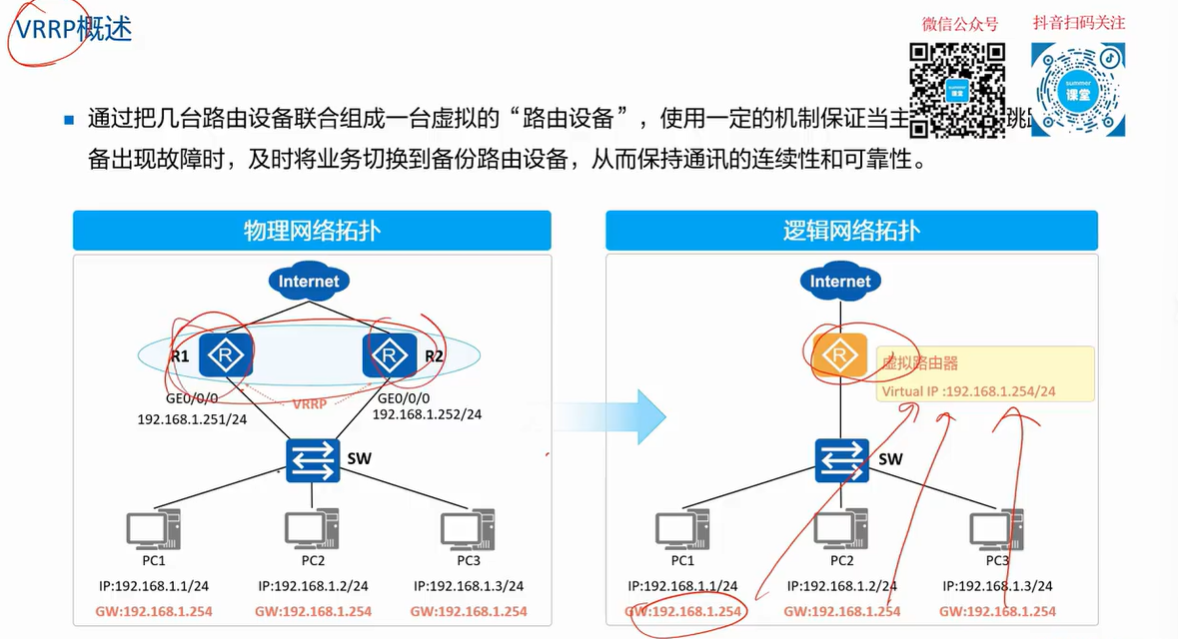 VRRP概述
微信公众号
抖音扫码关注
summer
课堂
summer
课堂
通过把几台路由设备联合组成一台虚拟的“路由设备”，使用一定的机制保证当主 跳
备出现故障时，及时将业务切换到备份路由设备，从而保持通讯的连续性和可靠性。
物理网络拓扑
Internet
R1
R2
GE0/0/0
192.168.1.251/24
VRRP
GE0/0/0
192.168.1.252/24
SW
PC1
PC2
PC3
IP:192.168.1.1/24
IP:192.168.1.2/24
IP:192.168.1.3/24
GW:192.168.1.254
GW:192.168.1.254
GW:192.168.1.254
逻辑网络拓扑
Internet
虚拟路由器
Virtual IP :192.168.1.254/24
SW
PC1
PC2
PC3
IP:192.168.1.1/24
IP:192.168.1.2/24
IP:192.168.1.3/24
GW:192.168.1.254
GW:192.168.1.254
GW:192.168.1.254